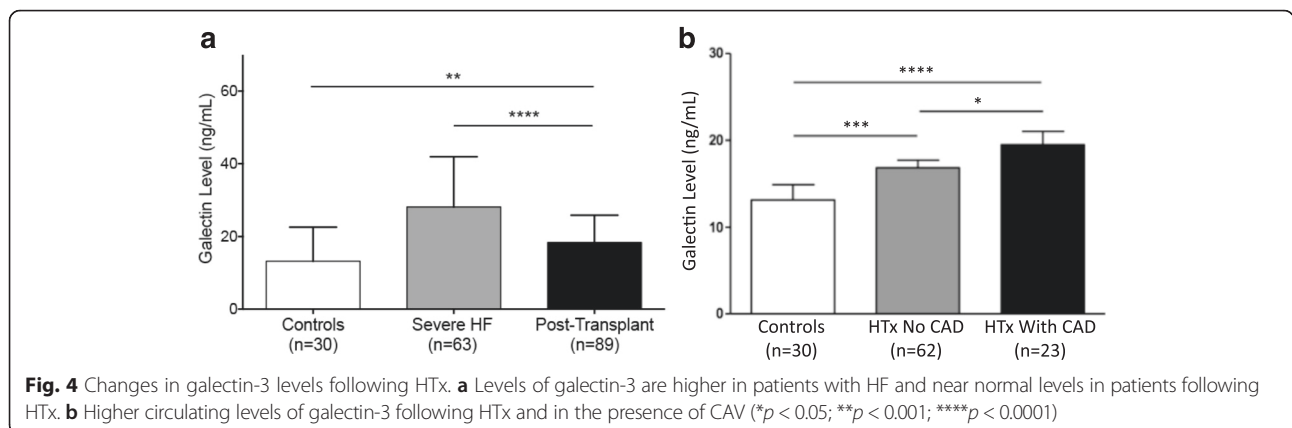 a
Galectin Level (ng/mL)
60
40
20
0
**
****
Controls
(n=30)
Severe HF
(n=63)
Post-Transplant
(n=89)
b
Galectin Level (ng/mL)
30
20
10
0
****
*
***
Controls
(n=30)
HTx No CAD
(n=62)
HTx With CAD
(n=23)
Fig. 4 Changes in galectin-3 levels following HTx. a Levels of galectin-3 are higher in patients with HF and near normal levels in patients following
HTx. b Higher circulating levels of galectin-3 following HTx and in the presence of CAV (*p < 0.05; **p < 0.001; ****p < 0.0001)